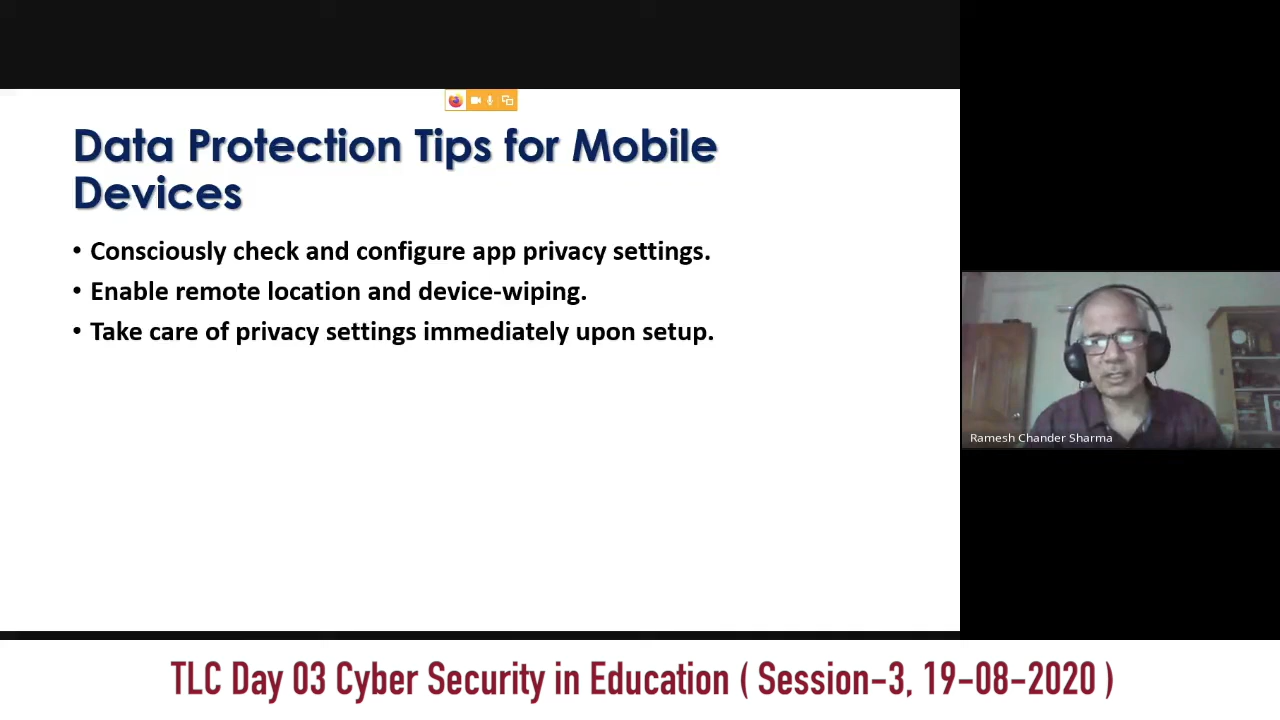 Data Protection Tips for Mobile
Devices
• Consciously check and configure app privacy settings.
• Enable remote location and device-wiping.
• Take care of privacy settings immediately upon setup.
Ramesh Chander Sharma
TLC Day 03 Cyber Security in Education ( Session-3, 19-08-2020 )